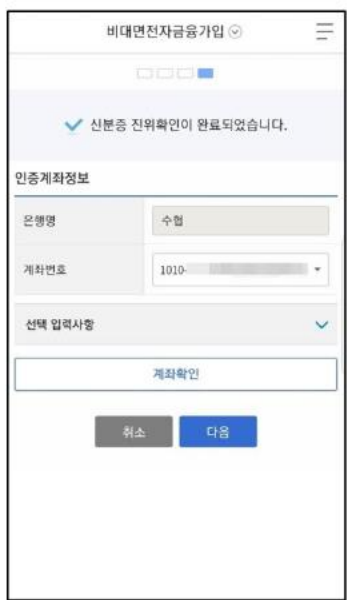 비대면전자금융가입
신분증 진위확인이 완료되었습니다.
인증계좌정보
은행명 수협
계좌번호 1010-
선택 입력사항
계좌확인
취소 다음